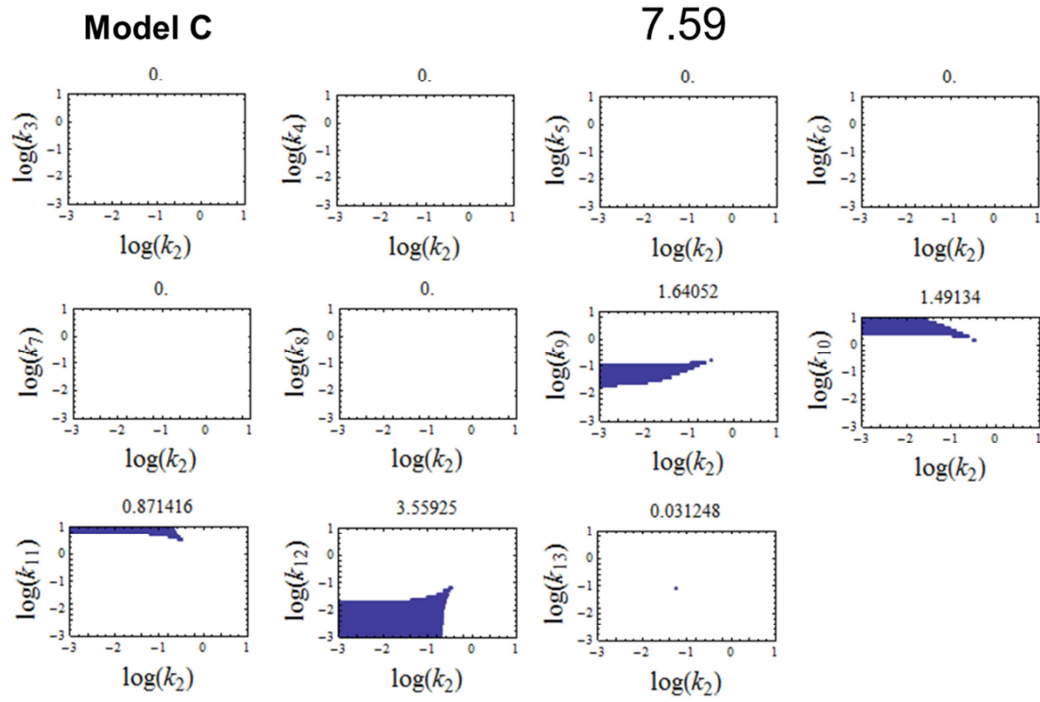 Model C 7.59
0. 0. 0. 0.
log(k3) 1 0 −1 −2 −3 log(k4) 1 0 −1 −2 −3 log(k5) 1 0 −1 −2 −3 log(k6) 1 0 −1 −2 −3
−3 −2 −1 0 1 −3 −2 −1 0 1 −3 −2 −1 0 1 −3 −2 −1 0 1
log(k2) log(k2) log(k2) log(k2)
0. 0. 1.64052 1.49134
log(k7) 1 0 −1 −2 −3 log(k8) 1 0 −1 −2 −3 log(k9) 1 0 −1 −2 −3 log(k10) 1 0 −1 −2 −3
−3 −2 −1 0 1 −3 −2 −1 0 1 −3 −2 −1 0 1 −3 −2 −1 0 1
log(k2) log(k2) log(k2) log(k2)
0.871416 3.55925 0.031248
log(k11) 1 0 −1 −2 −3 log(k12) 1 0 −1 −2 −3 log(k13) 1 0 −1 −2 −3
−3 −2 −1 0 1 −3 −2 −1 0 1 −3 −2 −1 0 1
log(k2) log(k2) log(k2)